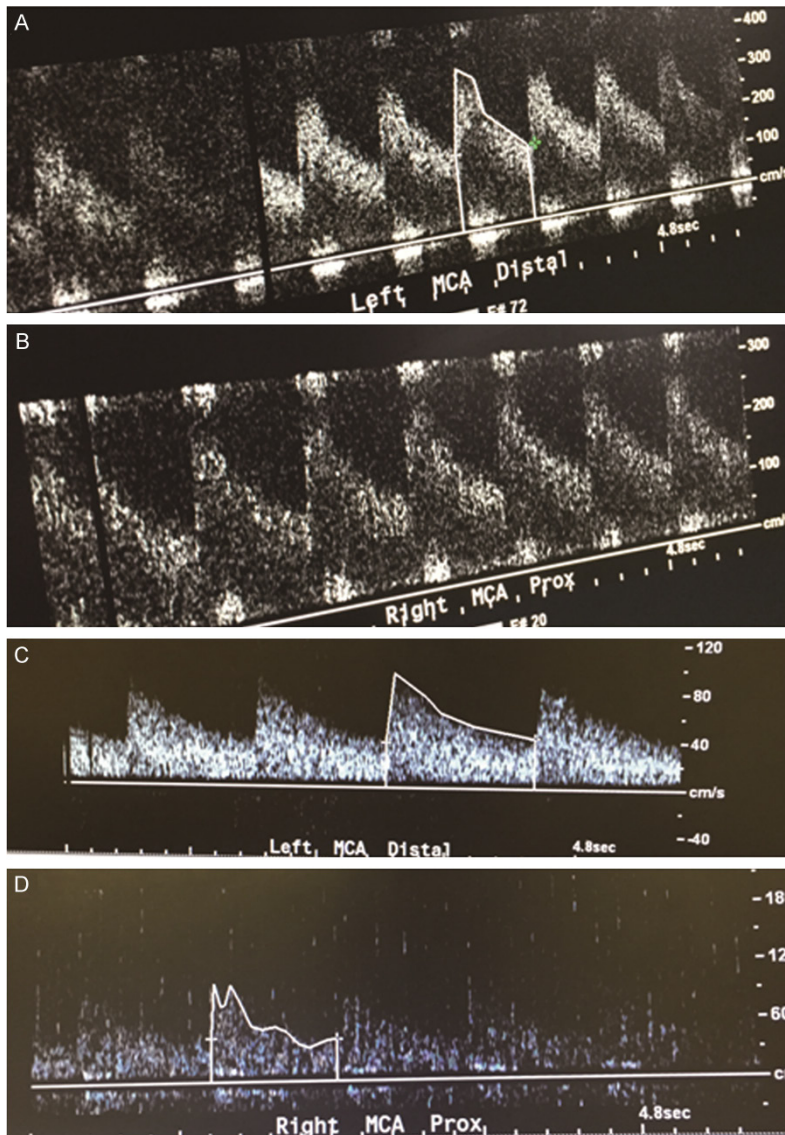 A
-400
-300
-200
-100
cm/s
4.8sec
Left MCA Distal
E# 72
B
-300
-200
-100
cm/s
4.8sec
Right MCA Prox
E# 20
C
-120
-80
-40
cm/s
-40
Left MCA Distal
4.8sec
D
-18
-12
-60
c
4.8sec
Right MCA Prox